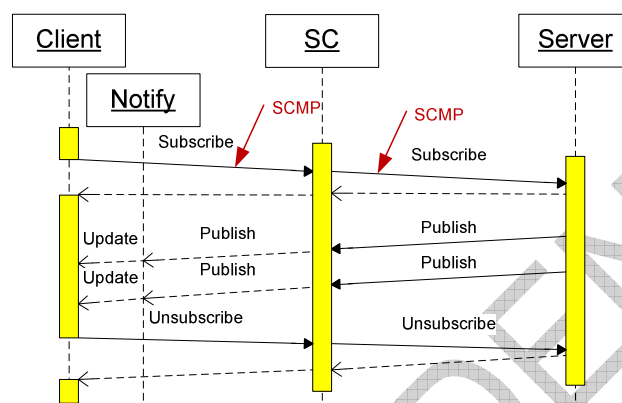 Client
SC
Server
Notify
SCMP
SCMP
Subscribe
Subscribe
Publish
Update
Publish
Publish
Update
Publish
Unsubscribe
Unsubscribe